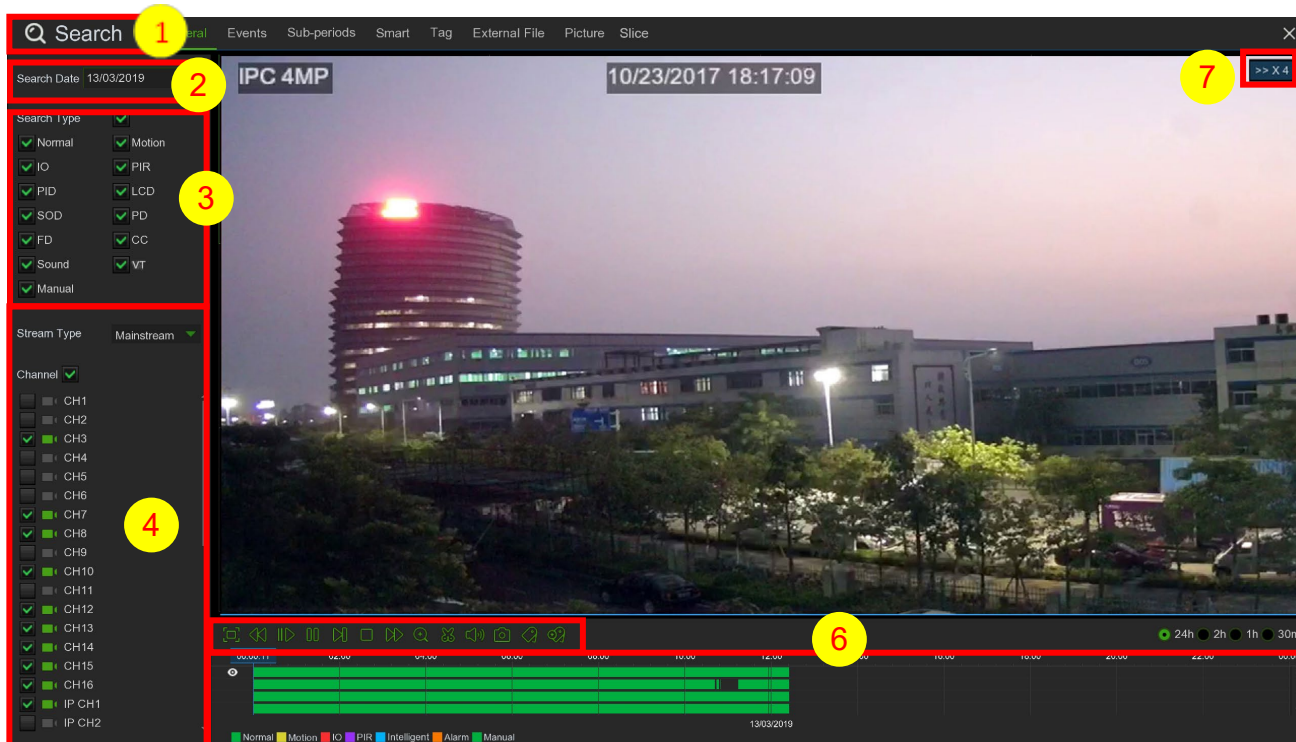 Search 1 eral Events Sub-periods Smart Tag External File Picture Slice
Search Date 13/03/2019 2
IPC 4MP 10/23/2017 18:17:09
7 >> X 4
Search Type
Normal Motion
IO PIR
PID LCD
3
SOD PD
FD CC
Sound VT
Manual
Stream Type Mainstream
Channel
CH1
CH2
CH3
CH4
CH5
CH6
CH7
CH8
4
CH9
CH10
CH11
CH12
CH13
CH14
CH15
CH16
IP CH1
IP CH2
6 24h 2h 1h 30m
00:00:11 02:00 04:00 06:00 08:00 10:00 12:00 16:00 18:00 20:00 22:00
13/03/2019
Normal Motion IO PIR Intelligent Alarm Manual